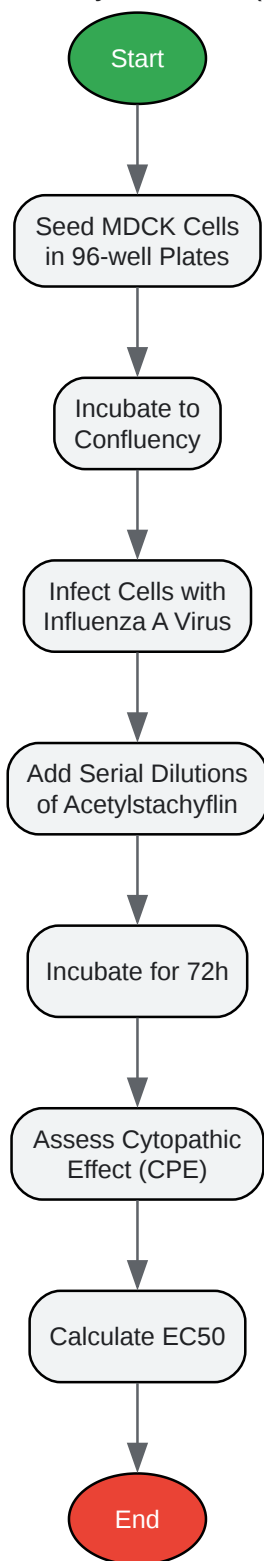 Start
Seed MDCK Cells
in 96-well Plates
Incubate to
Confluency
Infect Cells with
Influenza A Virus
Add Serial Dilutions
of Acetylstachyflin
Incubate for 72h
Assess Cytopathic
Effect (CPE)
Calculate EC50
End